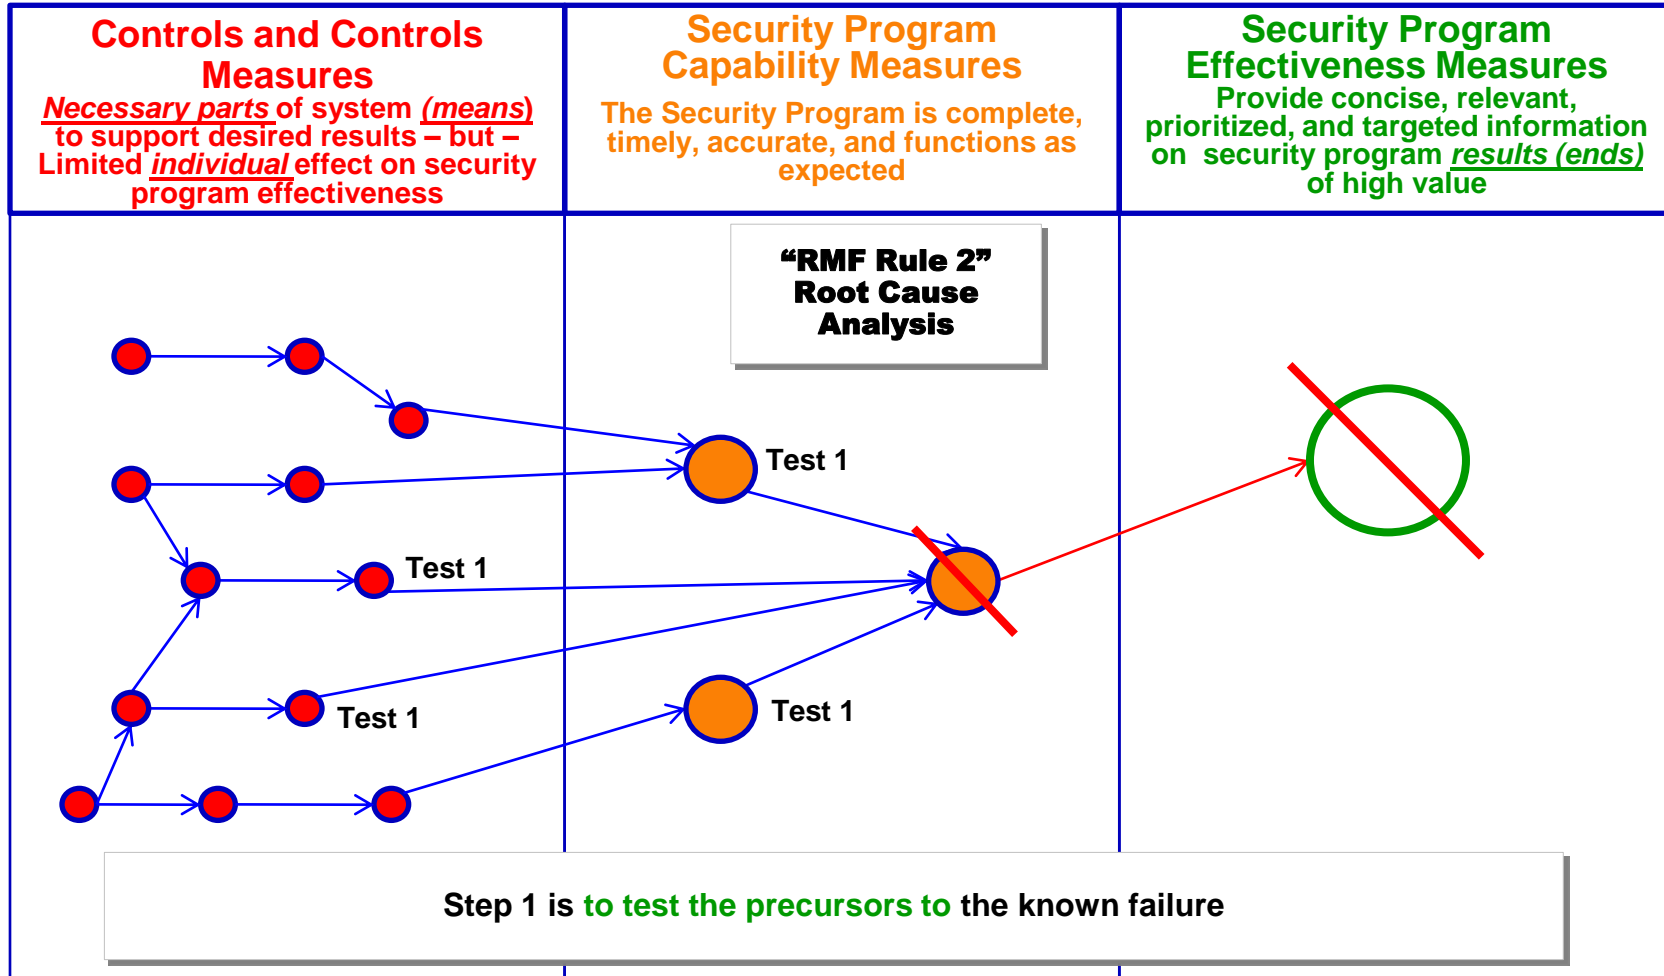 Controls and Controls
Measures
Necessary parts of system (means)
to support desired results – but –
Limited individual effect on security
program effectiveness
Security Program
Capability Measures
The Security Program is complete,
timely, accurate, and functions as
expected
Security Program
Effectiveness Measures
Provide concise, relevant,
prioritized, and targeted information
on security program results (ends)
of high value
“RMF Rule 2”
Root Cause
Analysis
Test 1
Test 1
Test 1
Test 1
Step 1 is to test the precursors to the known failure